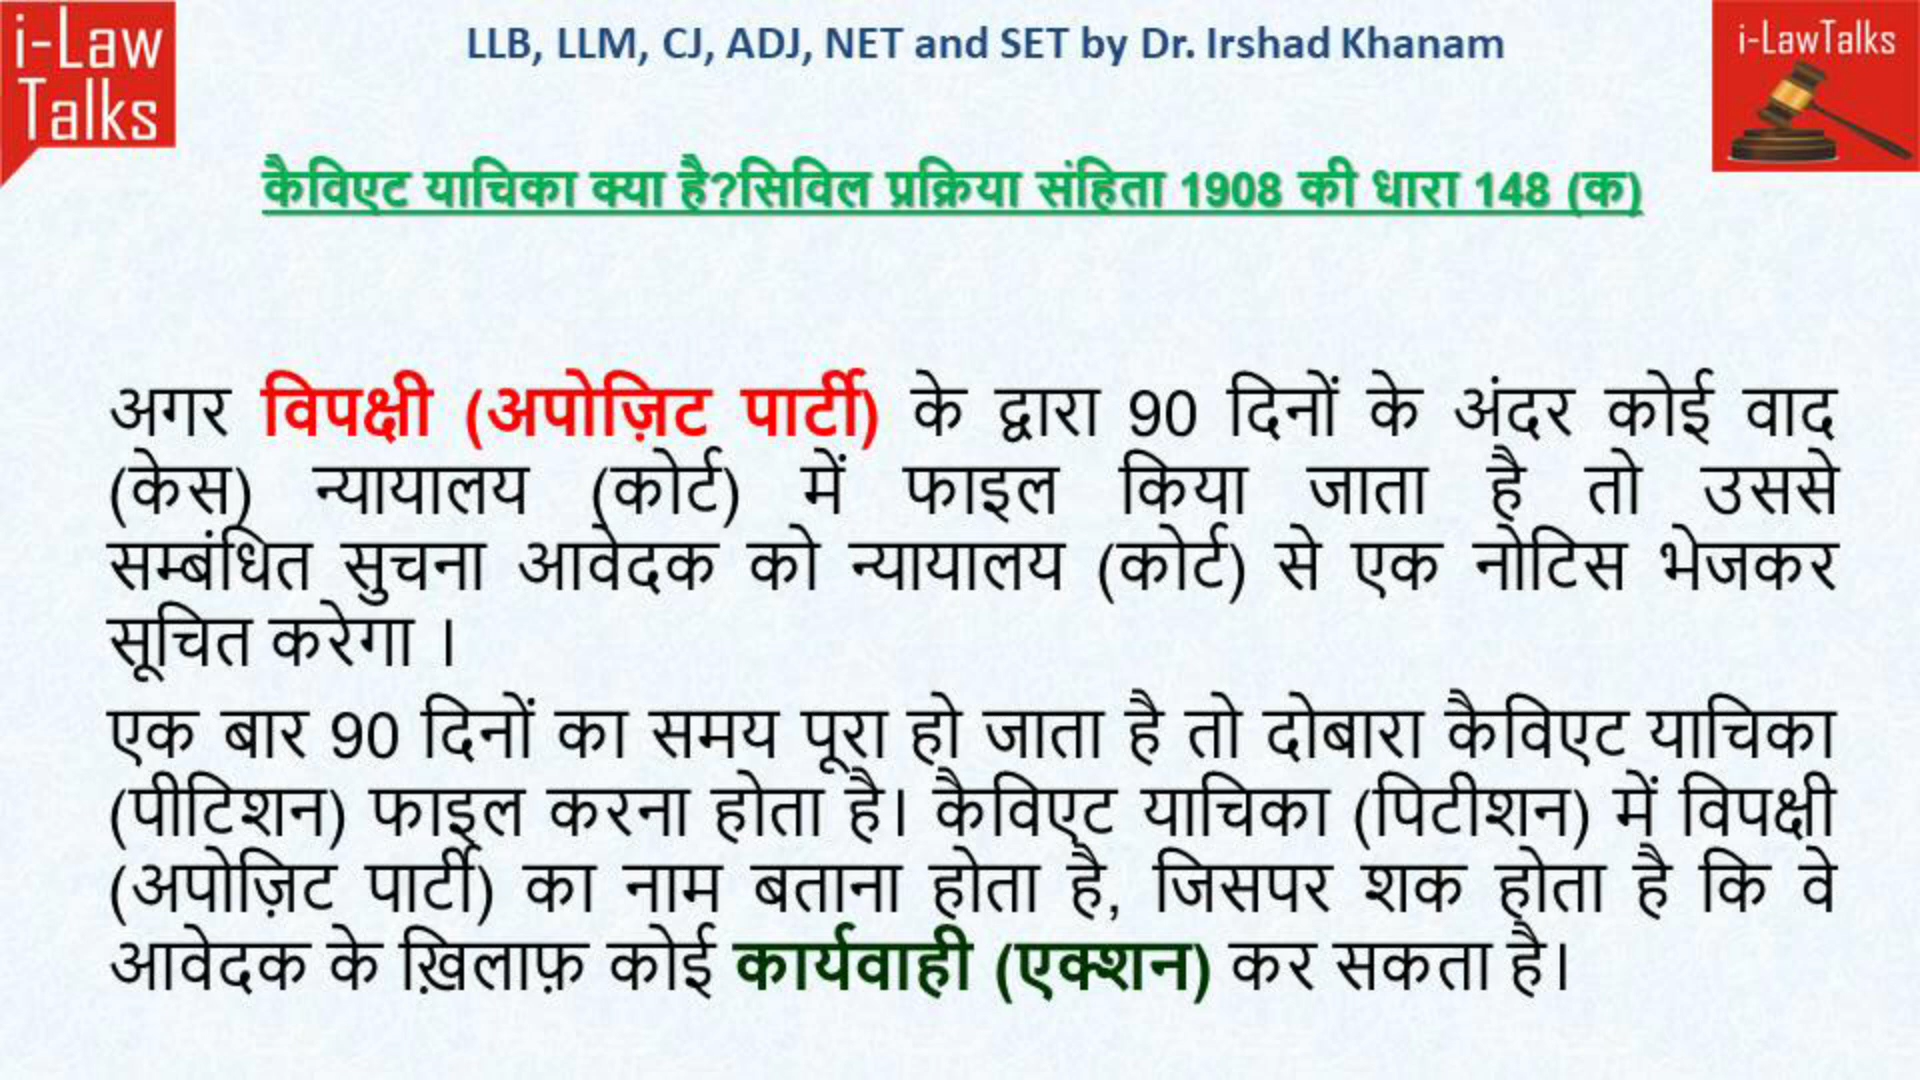 i-Law
Talks
LLB, LLM, CJ, ADJ, NET and SET by Dr. Irshad Khanam
i-LawTalks
कैविएट याचिका क्या है?सिविल प्रक्रिया संहिता 1908 की धारा 148 (क)
अगर विपक्षी (अपोज़िट पार्टी) के द्वारा 90 दिनों के अंदर कोई वाद
(केस) न्यायालय (कोर्ट) में फाइल किया जाता है तो उससे
सम्बंधित सुचना आवेदक को न्यायालय (कोर्ट) से एक नोटिस भेजकर
सूचित करेगा ।
एक बार 90 दिनों का समय पूरा हो जाता है तो दोबारा कैविएट याचिका
(पीटिशन) फाइल करना होता है। कैविएट याचिका (पिटीशन) में विपक्षी
(अपोज़िट पार्टी) का नाम बताना होता है, जिसपर शक होता है कि वे
आवेदक के ख़िलाफ़ कोई कार्यवाही (एक्शन) कर सकता है।